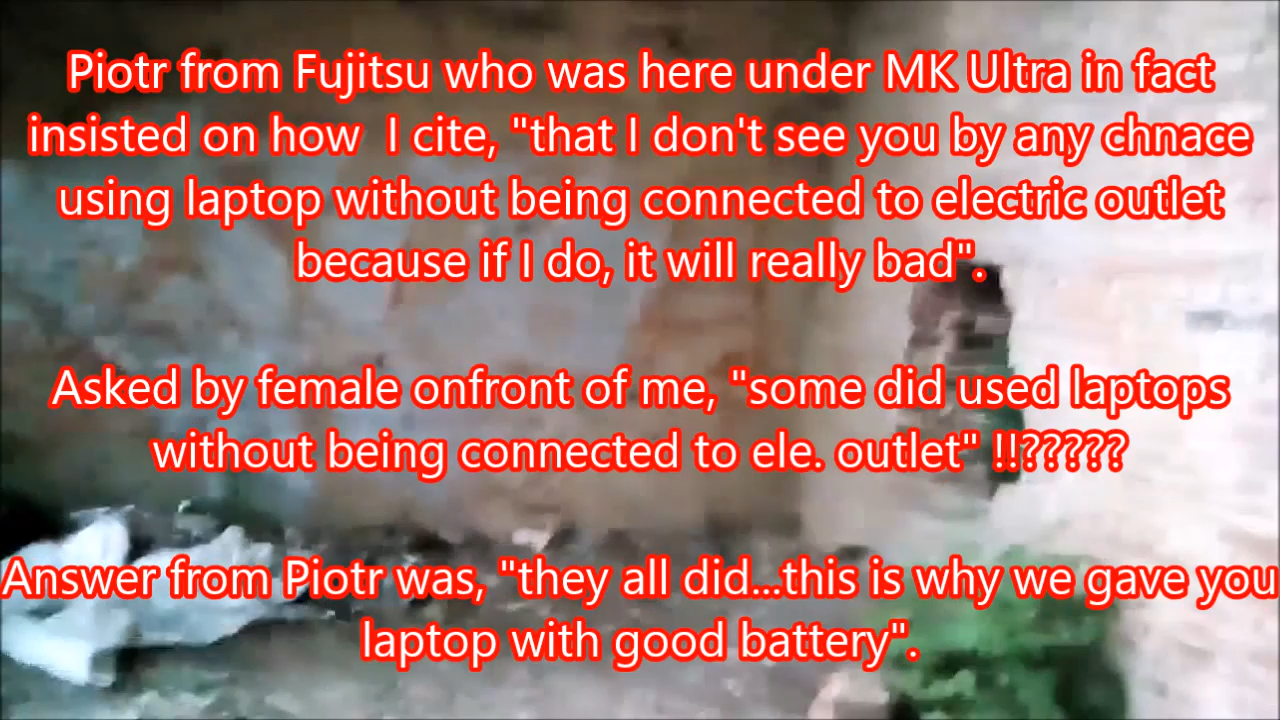 Piotr from Fujitsu who was here under MK Ultra in fact
insisted on how  I cite, "that I don't see you by any chnace
using laptop without being connected to electric outlet
because if I do, it will really bad".
Asked by female onfront of me, "some did used laptops
without being connected to ele. outlet" !!?????
Answer from Piotr was, "they all did...this is why we gave you
laptop with good battery".